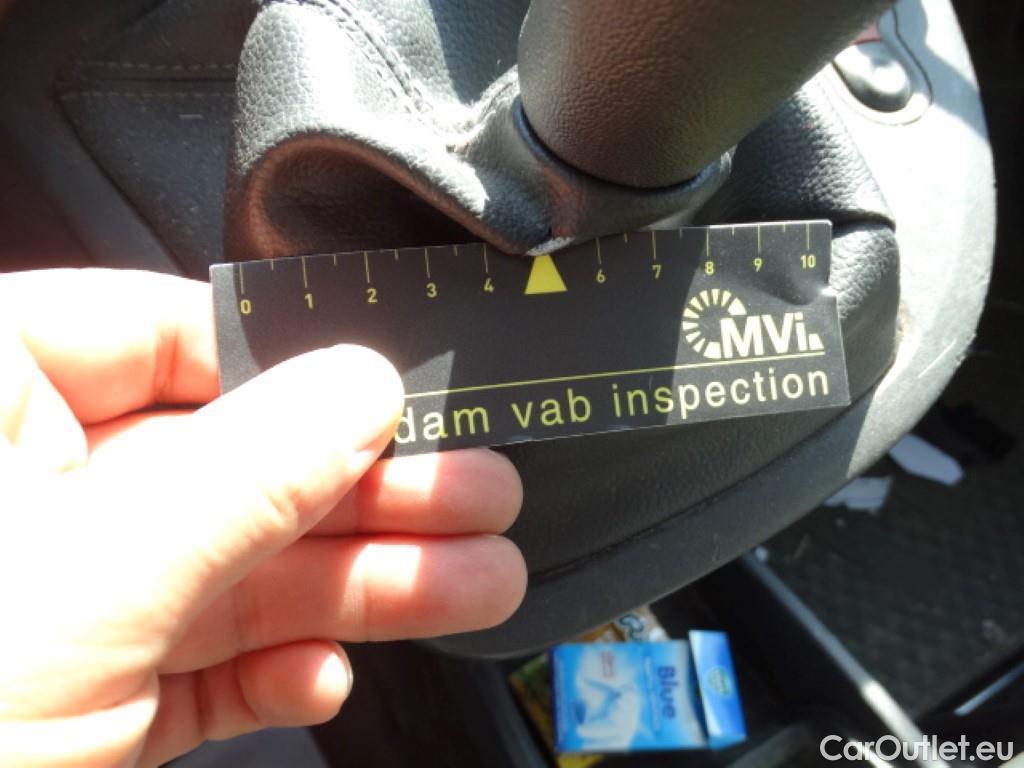 0 1 2 3 4 6 7 8 9 10
MVi
dam vab inspection
Blue
CarOutlet.eu